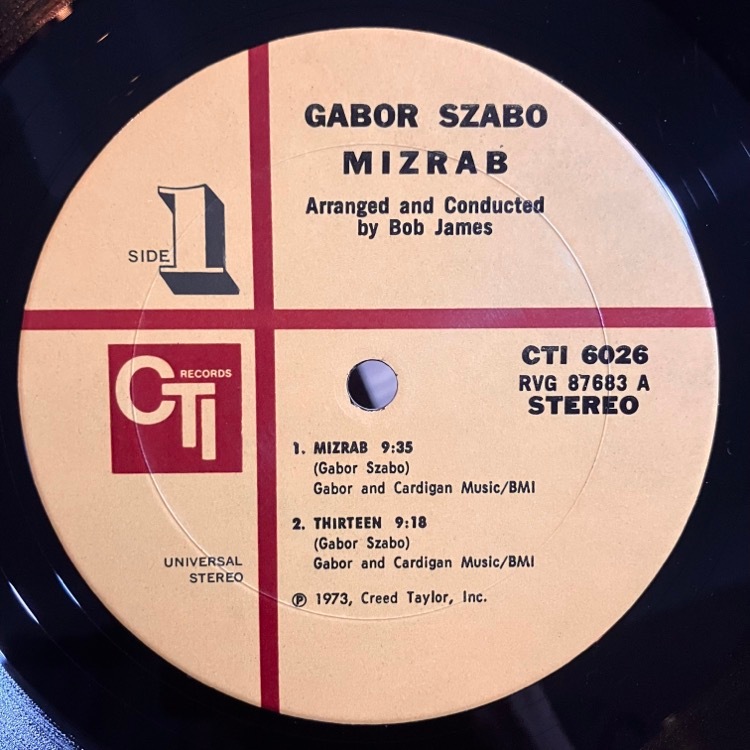 GABOR SZABO
MIZRAB
Arranged and Conducted
by Bob James
SIDE 1
CTI RECORDS
CTI 6026
RVG 87683 A
STEREO
1. MIZRAB 9:35
(Gabor Szabo)
Gabor and Cardigan Music/BMI
2. THIRTEEN 9:18
(Gabor Szabo)
Gabor and Cardigan Music/BMI
UNIVERSAL
STEREO
℗ 1973, Creed Taylor, Inc.